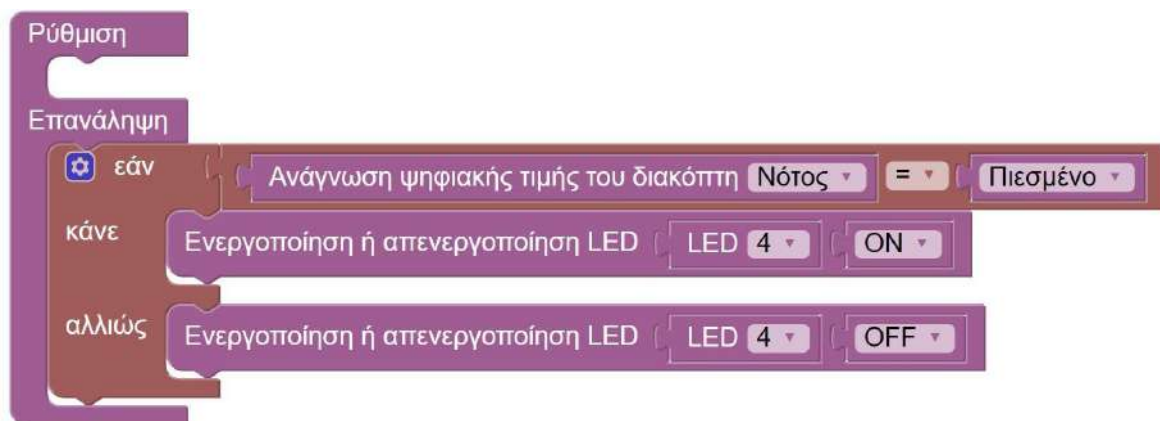 Ρύθμιση
Επανάληψη
εάν Ανάγνωση ψηφιακής τιμής του διακόπτη Νότος = Πιεσμένο
κάνε Ενεργοποίηση ή απενεργοποίηση LED LED 4 ON
αλλιώς Ενεργοποίηση ή απενεργοποίηση LED LED 4 OFF